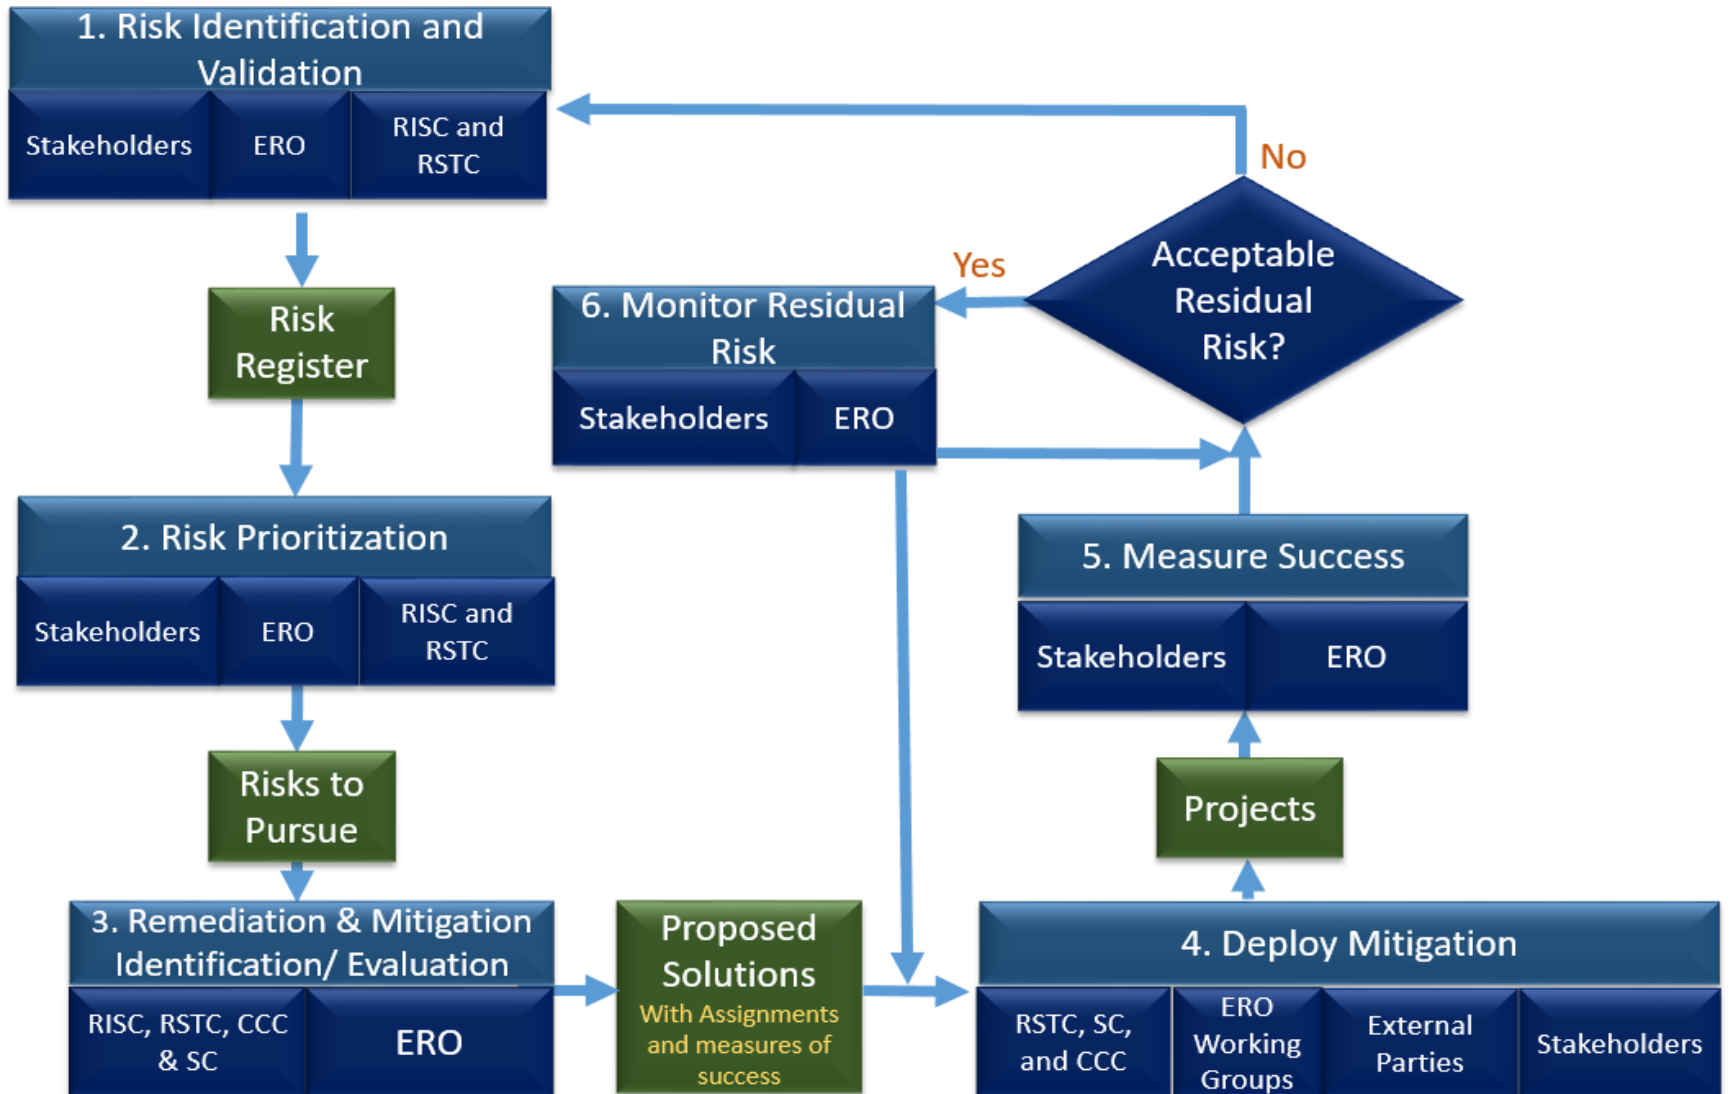 1. Risk Identification and
Validation
Stakeholders
ERO
RISC and
RSTC
Risk
Register
2. Risk Prioritization
Stakeholders
ERO
RISC and
RSTC
Risks to
Pursue
3. Remediation & Mitigation
Identification/ Evaluation
RISC, RSTC, CCC
& SC
ERO
Proposed
Solutions
With Assignments
and measures of
success
4. Deploy Mitigation
RSTC, SC,
and CCC
ERO
Working
Groups
External
Parties
Stakeholders
Projects
5. Measure Success
Stakeholders
ERO
Acceptable
Residual
Risk?
No
Yes
6. Monitor Residual
Risk
Stakeholders
ERO